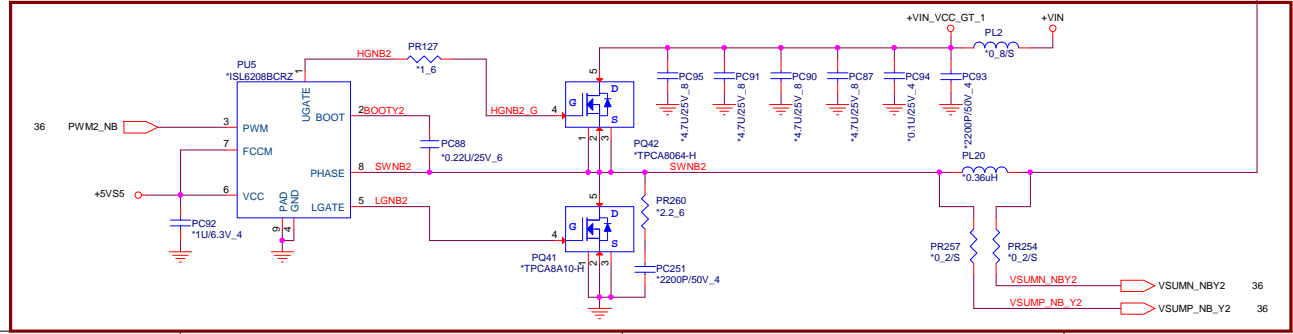 +VIN_VCC_GT_1
+VIN
PL2
*0_8/S
HGNB2
PR127
*1_6
PU5
*ISL6208BCRZ
1
UGATE
BOOT
2
BOOTY2
PC88
*0.22U/25V_6
36
PWM2_NB
3
PWM
7
FCCM
PHASE
8
SWNB2
+5VS5
6
VCC
LGATE
5
LGNB2
PAD
GND
9
4
PC92
*1U/6.3V_4
HGNB2_G
4
5
G
D
S
1
2
3
PQ42
*TPCA8064-H
PC95
*4.7U/25V_8
PC91
*4.7U/25V_8
PC90
*4.7U/25V_8
PC87
*4.7U/25V_8
PC94
*0.1U/25V_4
PC93
*2200P/50V_4
SWNB2
PL20
*0.36uH
5
4
G
D
S
1
2
3
PQ41
*TPCA8A10-H
PR260
*2.2_6
PC251
*2200P/50V_4
PR257
*0_2/S
PR254
*0_2/S
VSUMN_NBY2
VSUMN_NBY2
36
VSUMP_NB_Y2
VSUMP_NB_Y2
36